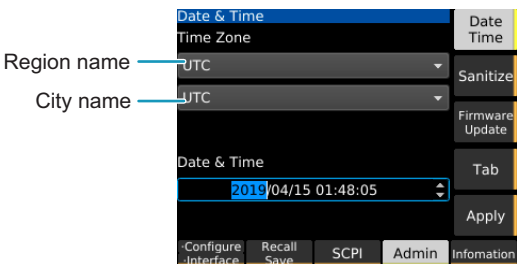 Date & Time
Time Zone
Region name
UTC
City name
UTC
Date & Time
2019/04/15 01:48:05
Date
Time
Sanitize
Firmware
Update
Tab
Apply
·Configure
·Interface
Recall
Save
SCPI
Admin
Infomation